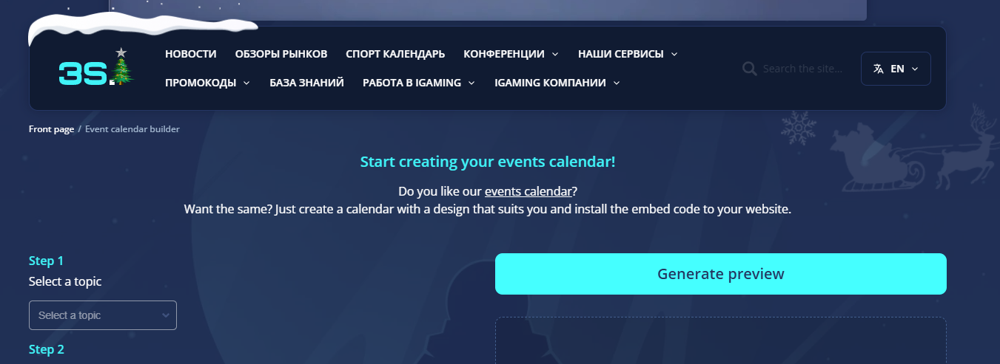 3S.
НОВОСТИ ОБЗОРЫ РЫНКОВ СПОРТ КАЛЕНДАРЬ КОНФЕРЕНЦИИ НАШИ СЕРВИСЫ
ПРОМОКОДЫ БАЗА ЗНАНИЙ РАБОТА В IGAMING IGAMING КОМПАНИИ
Search the site...
EN
Front page / Event calendar builder
Start creating your events calendar!
Do you like our events calendar?
Want the same? Just create a calendar with a design that suits you and install the embed code to your website.
Step 1
Select a topic
Select a topic
Generate preview
Step 2